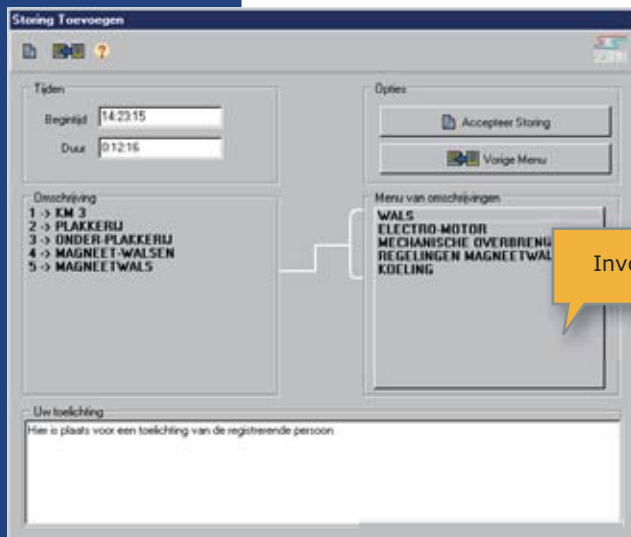 Storing Toevoegen
Tijden
Begintijd 14:23:15
Duur 0:12:16
Opties
Accepteer Storing
Vorige Menu
Omschrijving
1 -> KM 3
2 -> PLAKKERIJ
3 -> ONDER-PLAKKERIJ
4 -> MAGNEET-WALSEN
5 -> MAGNEETWALS
Menu van omschrijvingen
WALS
ELECTRO-MOTOR
MECHANISCHE OVERBRENG
REGELINGEN MAGNEETWAL
KOELING
Inv
Uw toelichting
Hier is plaats voor een toelichting van de registrerende persoon